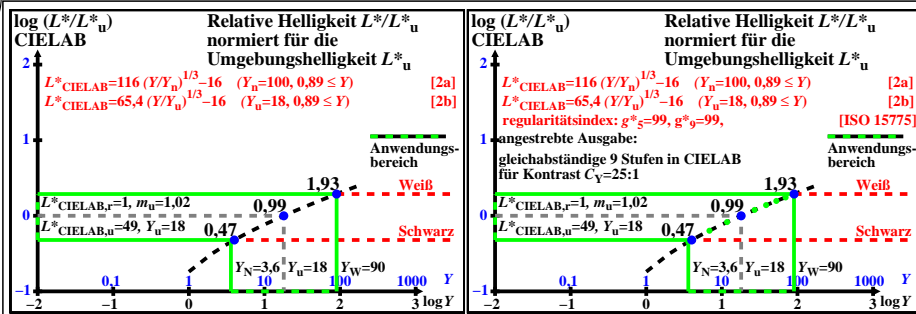 log (L*/L*u)
CIELAB
Relative Helligkeit L*/L*u
normiert für die
Umgebungshelligkeit L*u
2
L*CIELAB=116 (Y/Yn)1/3–16 (Yn=100, 0,89 ≤ Y) [2a]
L*CIELAB=65,4 (Y/Yu)1/3–16 (Yu=18, 0,89 ≤ Y) [2b]
1
Anwendungs-
bereich
1,93
Weiß
L*CIELAB,r=1, mu=1,02
0,99
0
L*CIELAB,u=49, Yu=18
0,47
Schwarz
YN=3,6 Yu=18 YW=90
0,1 1 10 100 1000 Y
–1
–2 –1 0 1 2 3 log Y
log (L*/L*u)
CIELAB
Relative Helligkeit L*/L*u
normiert für die
Umgebungshelligkeit L*u
2
L*CIELAB=116 (Y/Yn)1/3–16 (Yn=100, 0,89 ≤ Y) [2a]
L*CIELAB=65,4 (Y/Yu)1/3–16 (Yu=18, 0,89 ≤ Y) [2b]
regularitätsindex: g*5=99, g*9=99, [ISO 15775]
1
angestrebte Ausgabe:
Anwendungs-
bereich
gleichabständige 9 Stufen in CIELAB
für Kontrast CY=25:1
1,93
Weiß
L*CIELAB,r=1, mu=1,02
0,99
0
L*CIELAB,u=49, Yu=18
0,47
Schwarz
YN=3,6 Yu=18 YW=90
0,1 1 10 100 1000 Y
–1
–2 –1 0 1 2 3 log Y